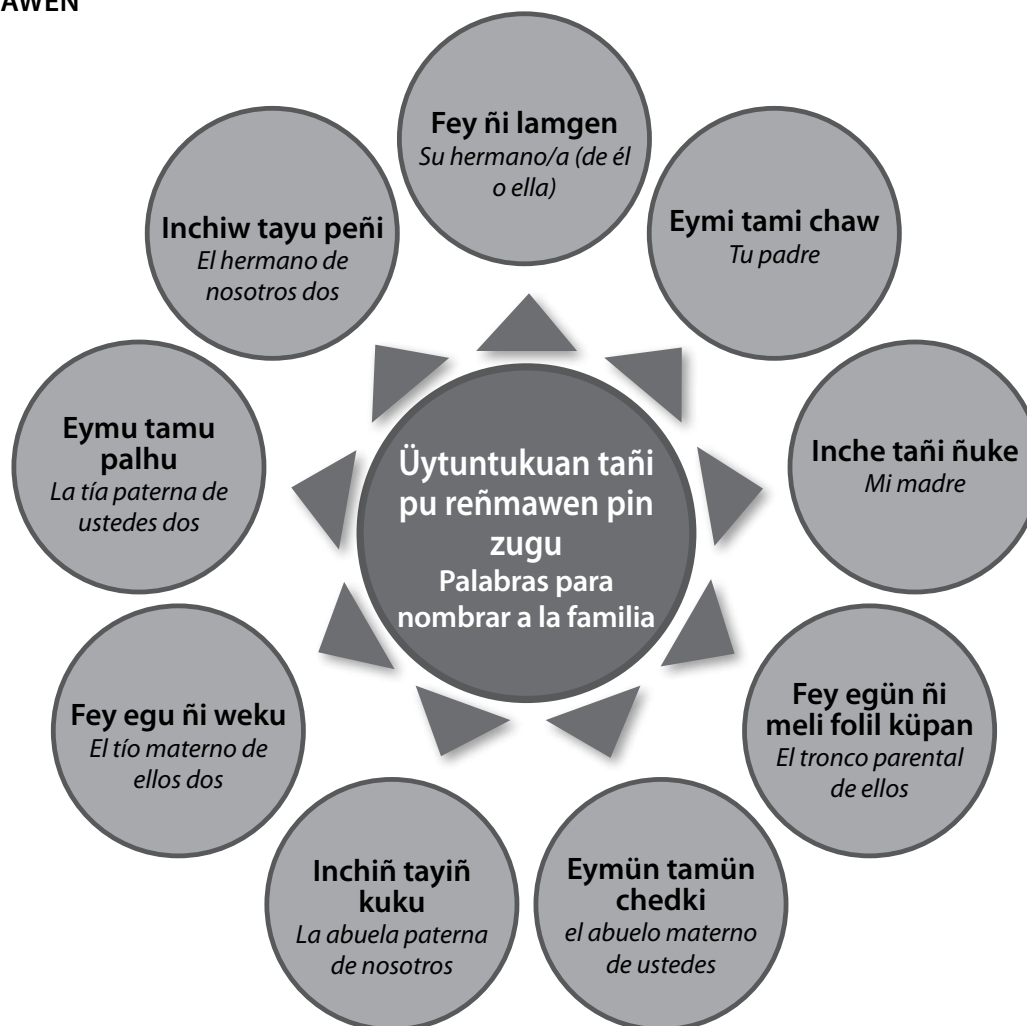 AWEN
Fey ñi lamgen
Su hermano/a (de él
o ella)
Eymi tami chaw
Tu padre
Inche tañi ñuke
Mi madre
Fey egün ñi
meli folil küpan
El tronco parental
de ellos
Eymün tamün
chedki
el abuelo materno
de ustedes
Inchiñ tayiñ
kuku
La abuela paterna
de nosotros
Fey egu ñi weku
El tío materno de
ellos dos
Eymu tamu
palhu
La tía paterna de
ustedes dos
Inchiw tayu peñi
El hermano de
nosotros dos
Üytuntukuan tañi
pu reñmawen pin
zugu
Palabras para
nombrar a la familia